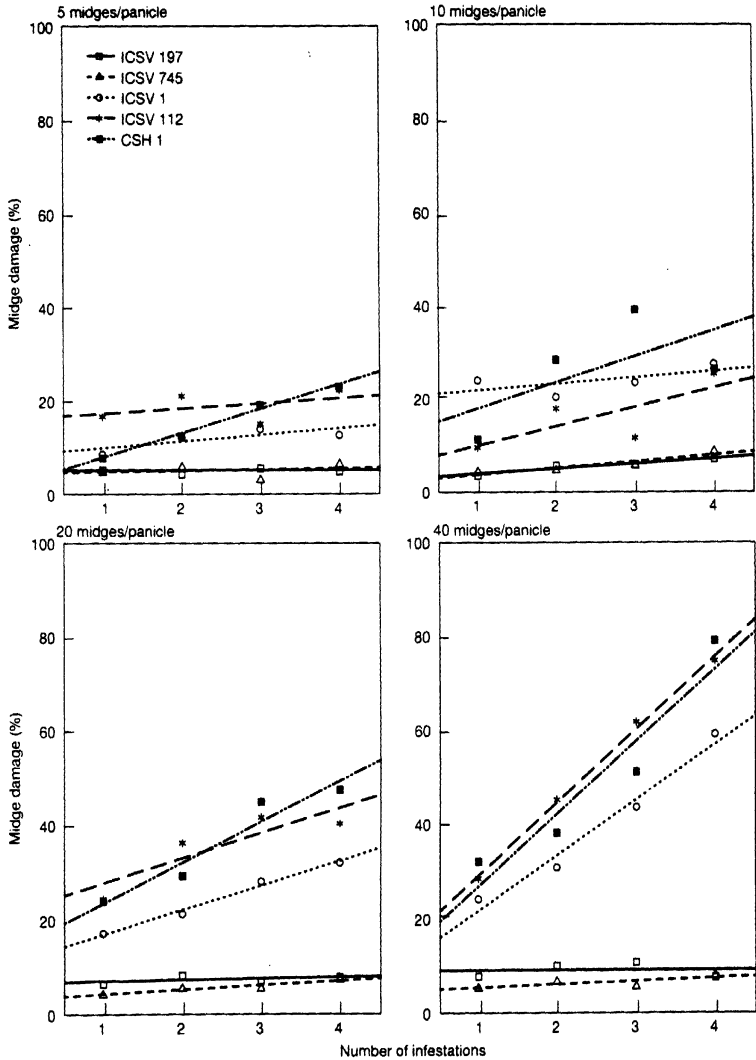 5 midges/panicle
10 midges/panicle
100
80
60
40
20
0
ICSV 197
ICSV 745
ICSV 1
ICSV 112
CSH 1
1 2 3 4
100
80
60
40
20
0
1 2 3 4
Midge damage (%)
20 midges/panicle
40 midges/panicle
100
80
60
40
20
0
1 2 3 4
100
80
60
40
20
0
1 2 3 4
Midge damage (%)
Number of infestations